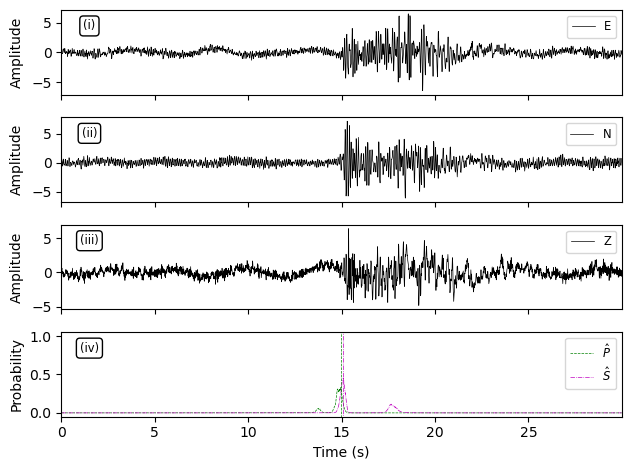 (i)
E
Amplitude
5
0
−5
(ii)
N
Amplitude
5
0
−5
(iii)
Z
Amplitude
5
0
−5
(iv)
P̂
Ŝ
Probability
1.0
0.5
0.0
0 5 10 15 20 25
Time (s)